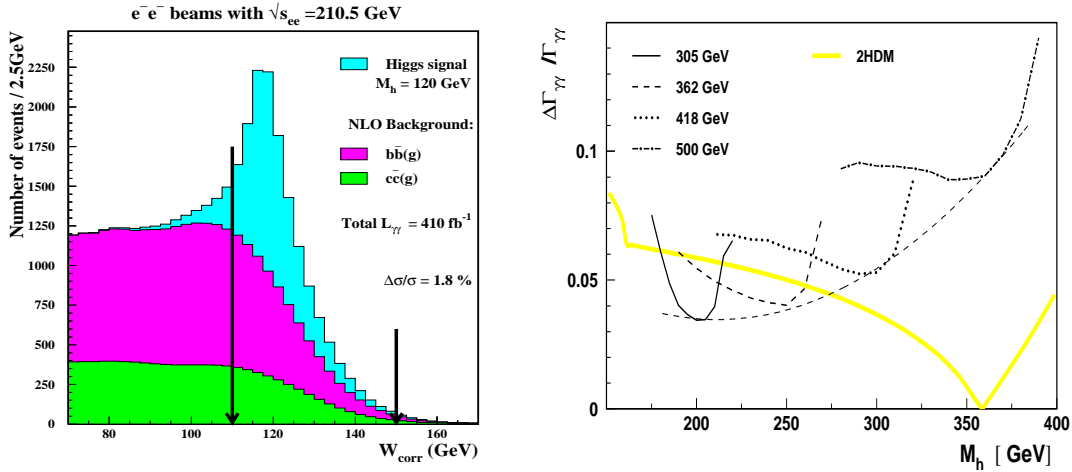 e⁻e⁻ beams with √s_ee =210.5 GeV
Number of events / 2.5GeV
2250
2000
1750
1500
1250
1000
750
500
250
0
Higgs signal
M_h = 120 GeV
NLO Background:
bb̄(g)
cc̄(g)
Total L_γγ = 410 fb⁻¹
Δσ/σ = 1.8 %
80 100 120 140 160
W_corr (GeV)
ΔΓ_γγ /Γ_γγ
0.1
0.05
0
305 GeV
362 GeV
418 GeV
500 GeV
2HDM
150 200 250 300 350 400
M_h [ GeV]